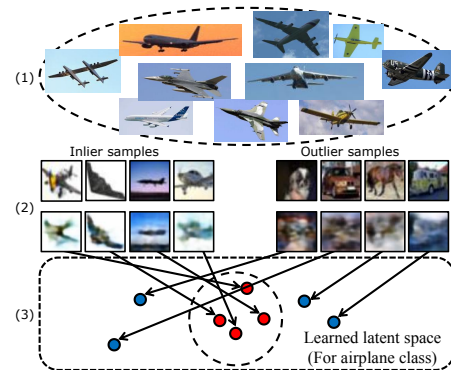 (1)
Inlier samples
Outlier samples
(2)
(3)
Learned latent space
(For airplane class)